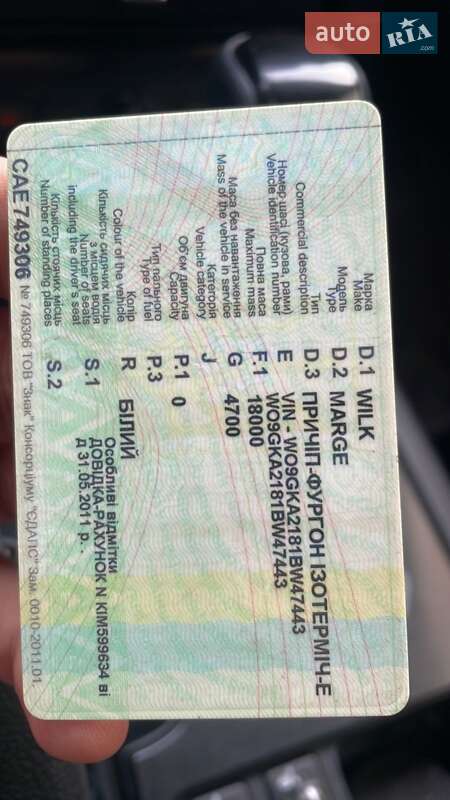 auto RIA.com
Марка D.1 WILK
Make
Модель D.2 MARGE
Type
Тип D.3 ПРИЧІП-ФУРГОН ІЗОТЕРМІЧ-Е
Commercial description
Номер шасі (кузова, рами) E VIN - WO9GKA2181BW47443
Vehicle identification number WO9GKA2181BW47443
Повна маса F.1 18000
Maximum mass
Маса без навантаження G 4700
Mass of the vehicle in service
Категорія J
Vehicle category
Об'єм двигуна P.1 0
Capacity
Тип пального P.3
Type of fuel
Колір R БІЛИЙ
Colour of the vehicle
Кількість сидячих місць S.1 Особливі відмітки
з місцем водія ДОВІДКА-РАХУНОК N КІМ599634 ві
Number of seats д 31.05.2011 р. .
including the driver's seat
Кількість стоячих місць S.2
Number of standing places
САЕ749306 № 749306 ТОВ "Знак" Консорціуму "ЄДАПС" Зам. 0010-2011.01